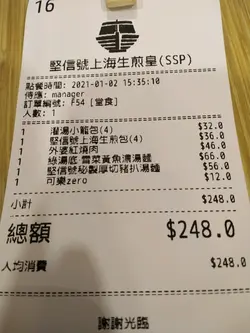 16
堅信號上海生煎皇(SSP)
點餐時間: 2021-01-02 15:35:10
侍應: manager
訂單編號: F54 [堂食]
人數: 1
1 灌湯小籠包(4) $32.0
1 堅信號上海生煎包(4) $36.0
1 外婆紅燒肉 $46.0
1 綠湯底·雪菜黃魚濃湯麵 $66.0
1 堅信號秘製厚切豬扒湯麵 $56.0
1 可樂zero $12.0
小計 $248.0
總額 $248.0
人均消費 $248.0
謝謝光臨